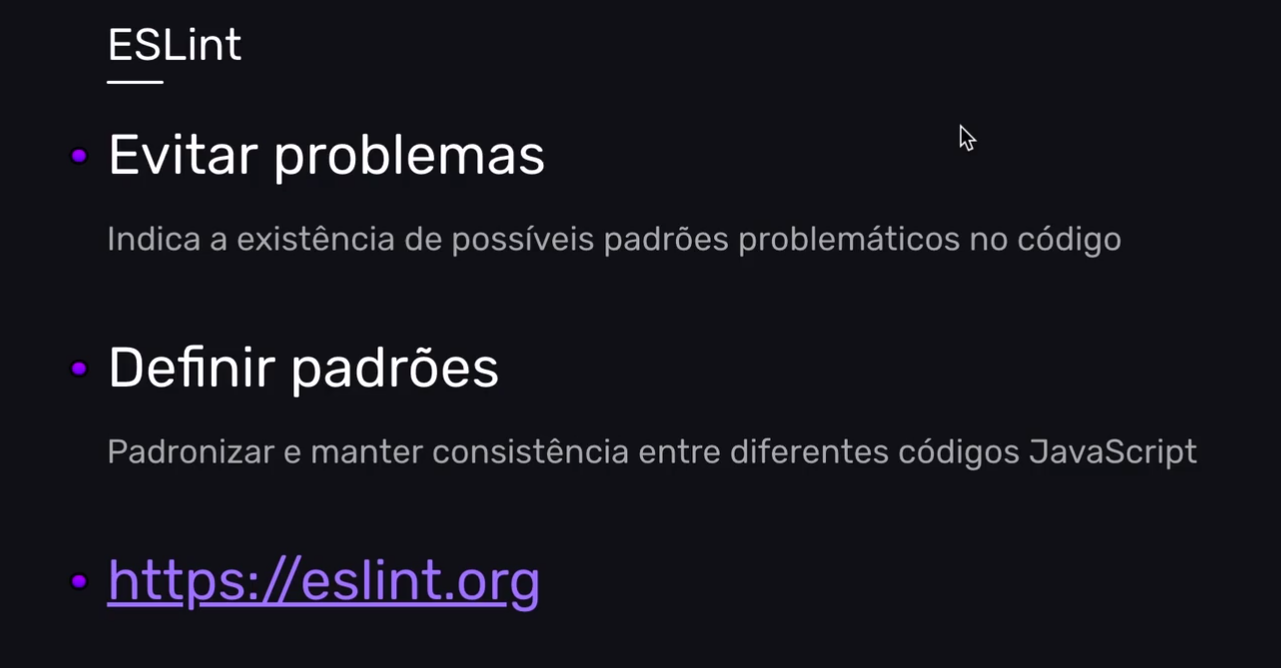 ESLint
Evitar problemas
Indica a existência de possíveis padrões problemáticos no código
Definir padrões
Padronizar e manter consistência entre diferentes códigos JavaScript
https://eslint.org